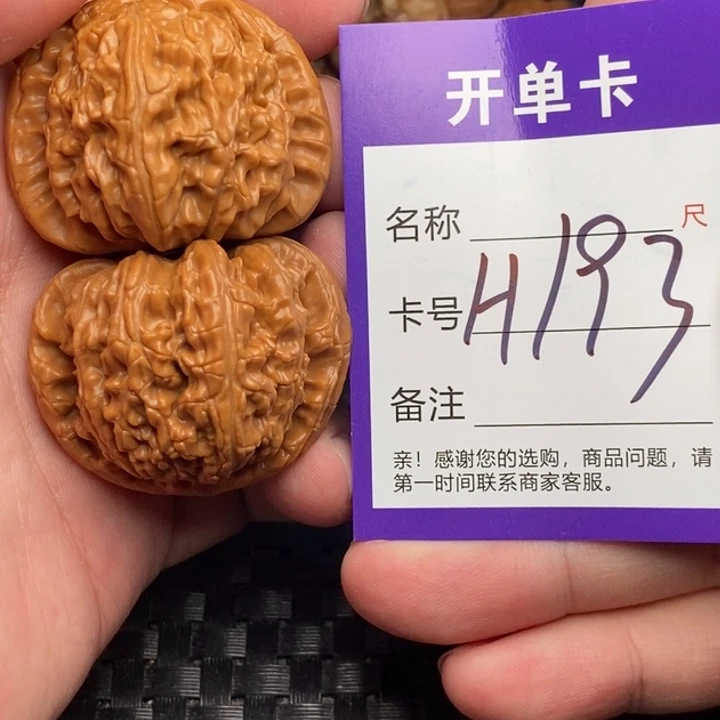 开单卡
名称 尺
卡号 H193
备注
亲！感谢您的选购，商品问题，请
第一时间联系商家客服。